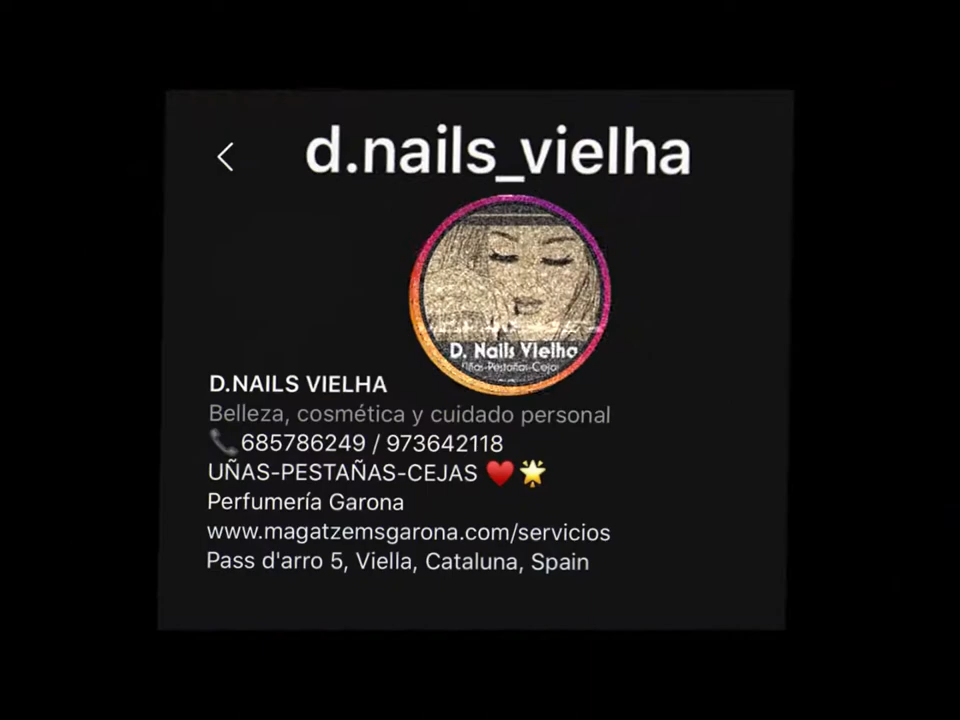 d.nails_vielha
D. Nails Vielha
Uñas-Pestañas-Cejas
D.NAILS VIELHA
Belleza, cosmética y cuidado personal
📞685786249 / 973642118
UÑAS-PESTAÑAS-CEJAS ❤️🌟
Perfumería Garona
www.magatzemsgarona.com/servicios
Pass d'arro 5, Viella, Cataluna, Spain